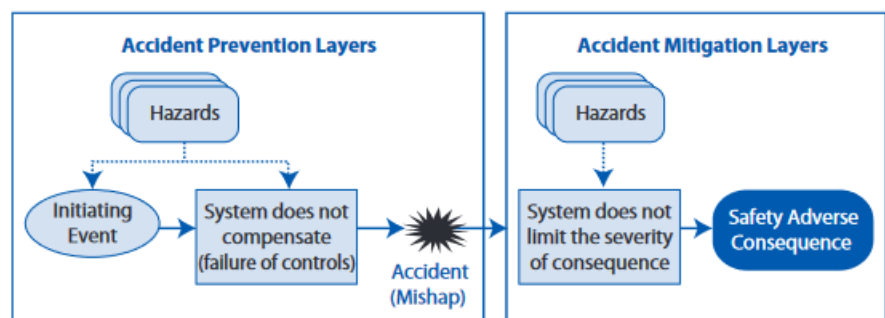 Accident Prevention Layers
Hazards
Initiating
Event
System does not
compensate
(failure of controls)
Accident
(Mishap)
Accident Mitigation Layers
Hazards
System does not
limit the severity
of consequence
Safety Adverse
Consequence